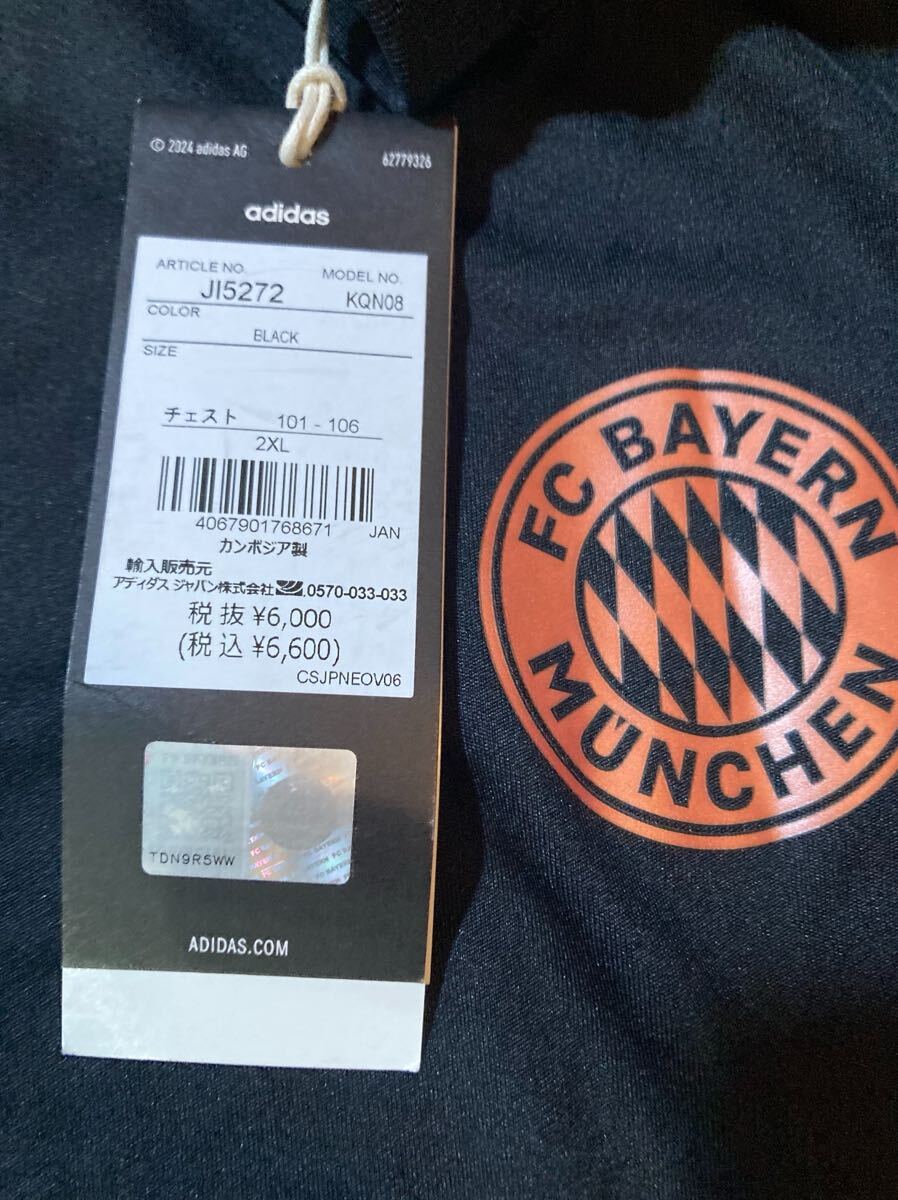 © 2024 adidas AG 62779326
adidas
ARTICLE NO. MODEL NO.
JI5272 KQN08
COLOR
BLACK
SIZE
チェスト 101 - 106
2XL
4067901768671 JAN
カンボジア製
輸入販売元
アディダス ジャパン株式会社 0570-033-033
税抜 ¥6,000
(税込 ¥6,600)
CSJPNEOV06
TDN9R5WW
FC BAYERN
ADIDAS.COM
FC BAYERN
MÜNCHEN